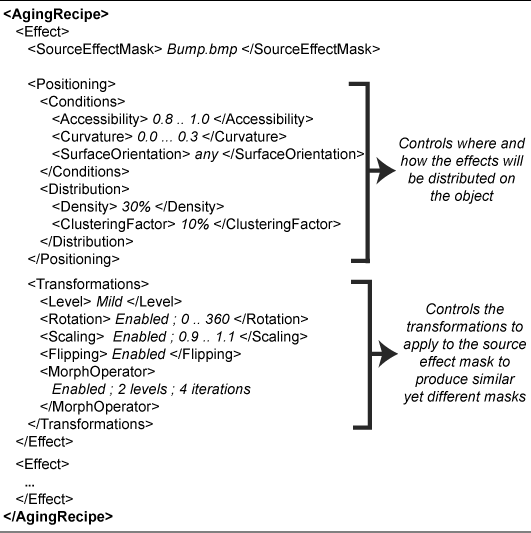 <AgingRecipe>
<Effect>
<SourceEffectMask> Bump.bmp </SourceEffectMask>
<Positioning>
<Conditions>
<Accessibility> 0.8 .. 1.0 </Accessibility>
<Curvature> 0.0 ... 0.3 </Curvature>
<SurfaceOrientation> any </SurfaceOrientation>
</Conditions>
<Distribution>
<Density> 30% </Density>
<ClusteringFactor> 10% </ClusteringFactor>
</Distribution>
</Positioning>
Controls where and
how the effects will
be distributed on
the object
<Transformations>
<Level> Mild </Level>
<Rotation> Enabled ; 0 .. 360 </Rotation>
<Scaling> Enabled ; 0.9 .. 1.1 </Scaling>
<Flipping> Enabled </Flipping>
<MorphOperator>
Enabled ; 2 levels ; 4 iterations
</MorphOperator>
</Transformations>
Controls the
transformations to
apply to the source
effect mask to
produce similar
yet different masks
</Effect>
<Effect>
...
</Effect>
</AgingRecipe>